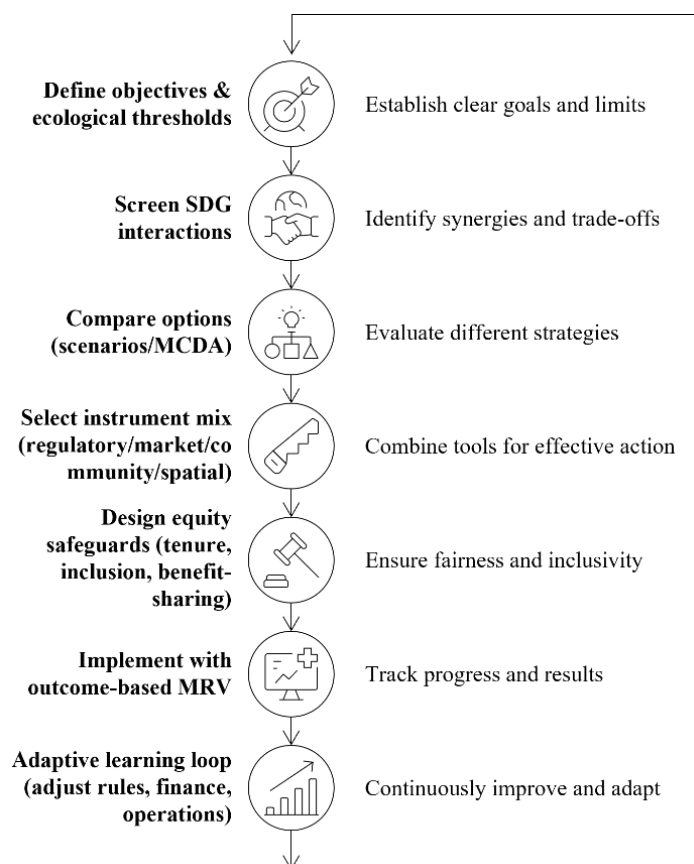 Define objectives &
ecological thresholds
Establish clear goals and limits
Screen SDG
interactions
Identify synergies and trade-offs
Compare options
(scenarios/MCDA)
Evaluate different strategies
Select instrument mix
(regulatory/market/co
mmunity/spatial)
Combine tools for effective action
Design equity
safeguards (tenure,
inclusion, benefit-
sharing)
Ensure fairness and inclusivity
Implement with
outcome-based MRV
Track progress and results
Adaptive learning loop
(adjust rules, finance,
operations)
Continuously improve and adapt